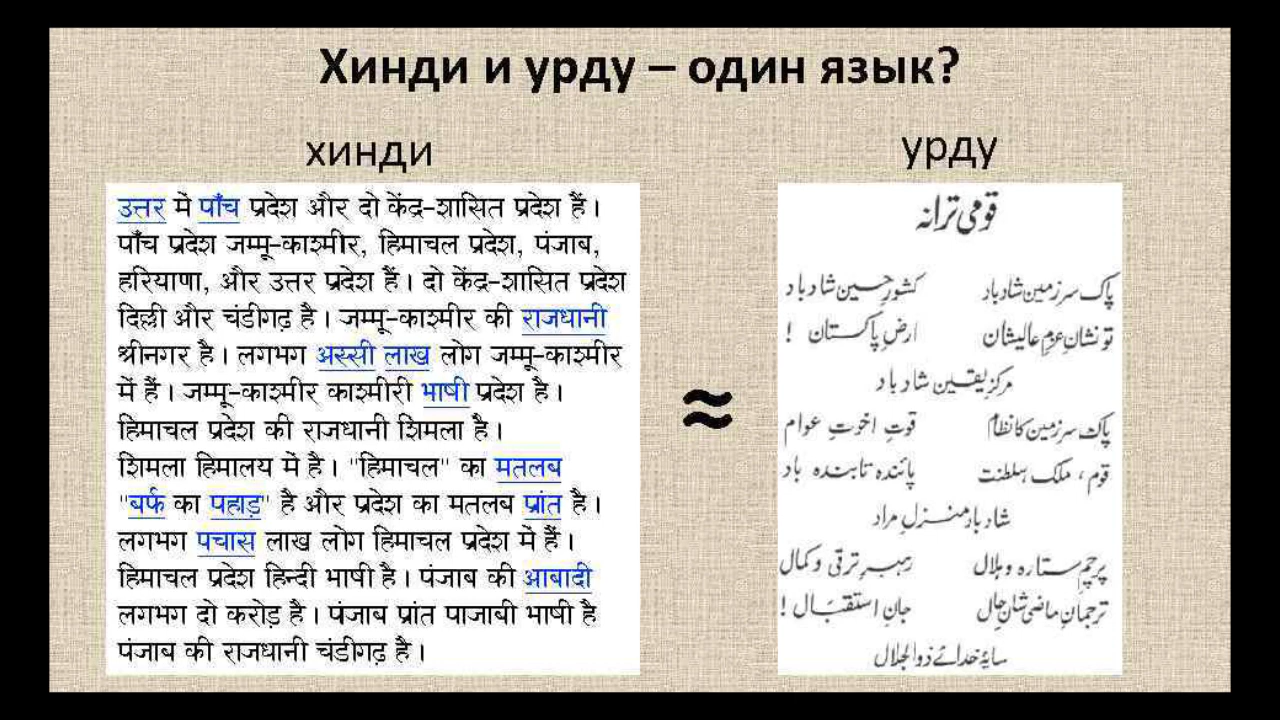 Хинди и урду – один язык?
хинди
उत्तर में पाँच प्रदेश और दो केंद्र-शासित प्रदेश हैं।
पाँच प्रदेश जम्मू-काश्मीर, हिमाचल प्रदेश, पंजाब,
हरियाणा, और उत्तर प्रदेश हैं। दो केंद्र-शासित प्रदेश
दिल्ली और चंडीगढ़ है। जम्मू-काश्मीर की राजधानी
श्रीनगर है। लगभग अस्सी लाख लोग जम्मू-काश्मीर
में हैं। जम्मू-काश्मीर काश्मीरी भाषी प्रदेश है।
हिमाचल प्रदेश की राजधानी शिमला है।
शिमला हिमालय में है। "हिमाचल" का मतलब
"बर्फ का पहाड़" है और प्रदेश का मतलब प्रांत है।
लगभग पचास लाख लोग हिमाचल प्रदेश में हैं।
हिमाचल प्रदेश हिन्दी भाषी है। पंजाब की आबादी
लगभग दो करोड़ है। पंजाब प्रांत पाजाबी भाषी है
पंजाब की राजधानी चंडीगढ़ है।
≈
урду
قومی ترانہ
پاک سرزمین شاد باد کشورِ حسین شاد باد
تو نشانِ عزمِ عالیشان ارضِ پاکستان !
مرکزِ یقین شاد باد
پاک سرزمین کا نظام قوتِ اخوتِ عوام
قوم ، ملک ، سلطنت پائندہ تابندہ باد
شاد باد منزلِ مراد
پرچمِ ستارہ و ہلال رہبرِ ترقی و کمال
ترجمانِ ماضی شانِ حال جانِ استقبال !
سایۂ خدائے ذوالجلال